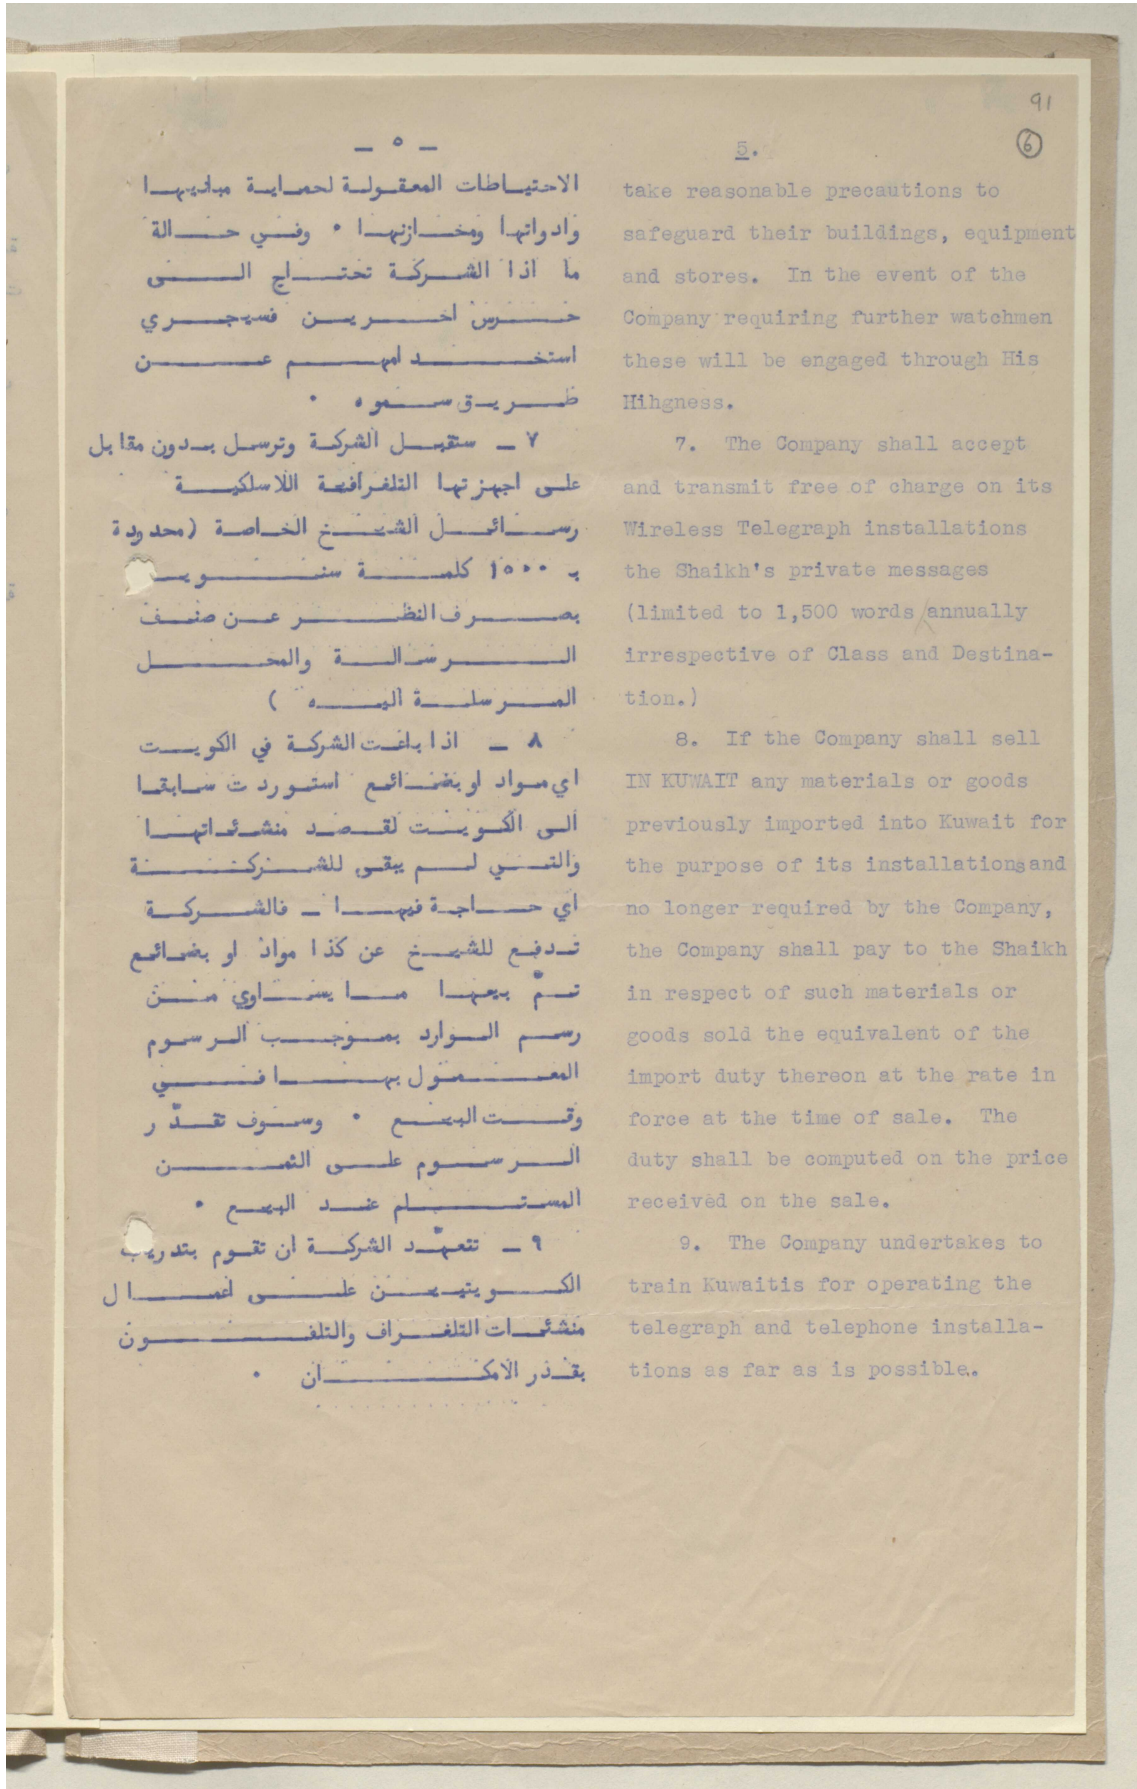 91
6
5.
take reasonable precautions to
safeguard their buildings, equipment
and stores. In the event of the
Company requiring further watchmen
these will be engaged through His
Hihgness.
7. The Company shall accept
and transmit free of charge on its
Wireless Telegraph installations
the Shaikh's private messages
(limited to 1,500 words annually
irrespective of Class and Destina-
tion.)
8. If the Company shall sell
IN KUWAIT any materials or goods
previously imported into Kuwait for
the purpose of its installations and
no longer required by the Company,
the Company shall pay to the Shaikh
in respect of such materials or
goods sold the equivalent of the
import duty thereon at the rate in
force at the time of sale. The
duty shall be computed on the price
received on the sale.
9. The Company undertakes to
train Kuwaitis for operating the
telegraph and telephone installa-
tions as far as is possible.
– ٥ –
الاحتياطات المعقولة لحماية مبانيها
وادواتها ومخازنها ٠ وفي حالة
ما اذا الشركة تحتاج الى
حرس اخرين فسيجري
استخدامهم عن
طريق سموه ٠
٧ – ستقبل الشركة وترسل بدون مقابل
على اجهزتها التلغرافية اللاسلكية
رسائل الشيخ الخاصة (محدودة
بـ ١٥٠٠ كلمة
بصرف النظر عن صنف
الرسالة والمحل
المرسلة اليه )
٨ – اذا باعت الشركة في الكويت
اي مواد او بضائع استوردت سابقا
الى الكويت لقصد منشئاتها
والتي لم يبقى للشركة
اي حاجة فيها – فالشركة
تدفع للشيخ عن كذا مواد او بضائع
تمّ بيعها ما يساوي من
رسم الوارد بموجب الرسوم
المعمول بها في
وقت البيع ٠ وسوف تقدّر
الرسوم على الثمن
المستلم عند البيع ٠
٩ – تتعهّد الشركة ان تقوم بتدريب
الكويتيين على اعمال
منشئات التلغراف والتلفون
بقدر الامكان ٠